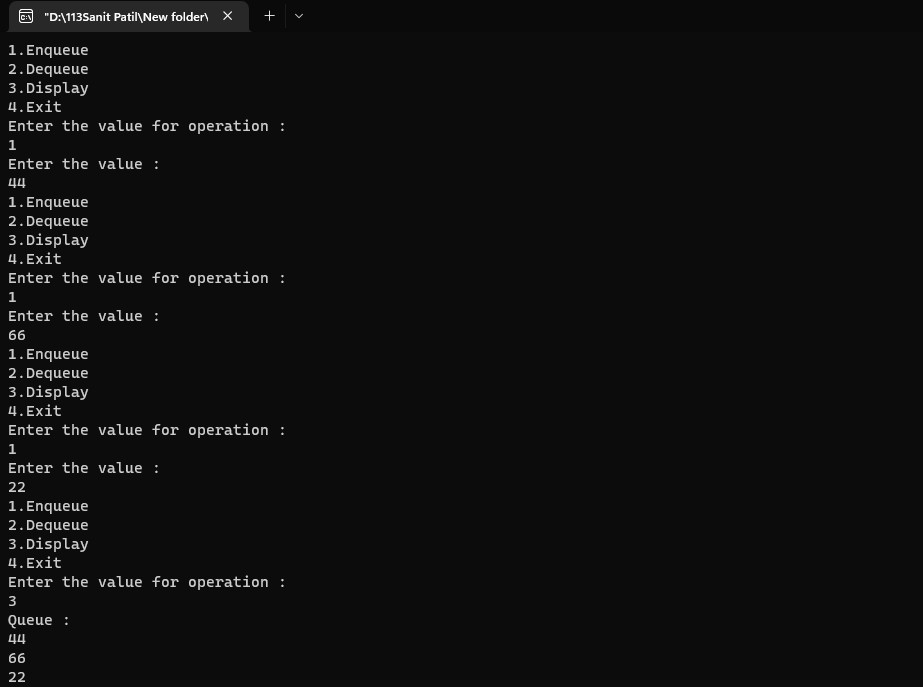 "D:\113Sanit Patil\New folder\
1.Enqueue
2.Dequeue
3.Display
4.Exit
Enter the value for operation :
1
Enter the value :
44
1.Enqueue
2.Dequeue
3.Display
4.Exit
Enter the value for operation :
1
Enter the value :
66
1.Enqueue
2.Dequeue
3.Display
4.Exit
Enter the value for operation :
1
Enter the value :
22
1.Enqueue
2.Dequeue
3.Display
4.Exit
Enter the value for operation :
3
Queue :
44
66
22